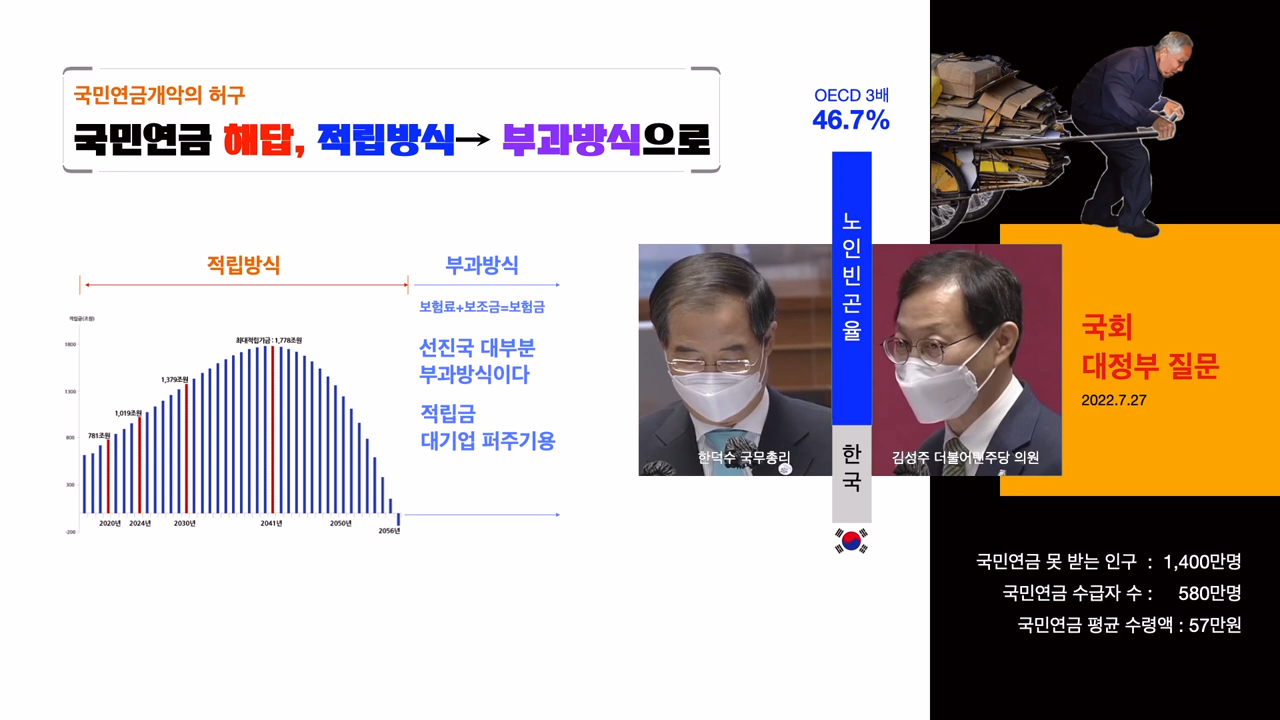 국민연금개악의 허구
국민연금 해답, 적립방식→ 부과방식으로
OECD 3배
46.7%
노인빈곤율
한국
적립방식
부과방식
보험료+보조금=보험금
선진국 대부분
부과방식이다
적립금
대기업 퍼주기용
적립금(조원)
1800
1300
800
300
-200
781조원
1,019조원
1,379조원
최대적립기금 : 1,778조원
2020년
2024년
2030년
2041년
2050년
2056년
한덕수 국무총리
김성주 더불어민주당 의원
국회
대정부 질문
2022.7.27
국민연금 못 받는 인구 : 1,400만명
국민연금 수급자 수 : 580만명
국민연금 평균 수령액 : 57만원